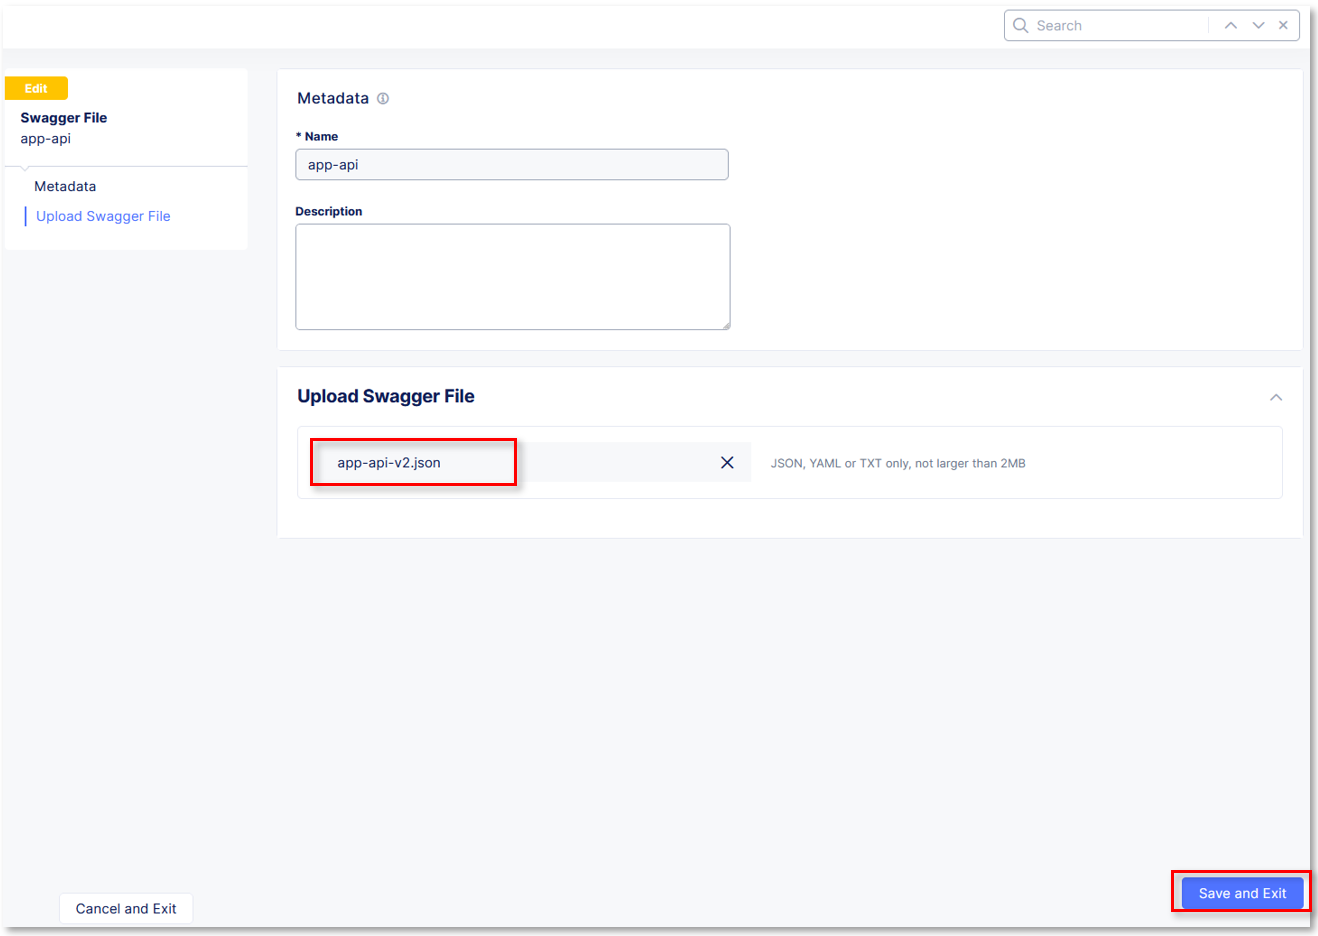 Search
Edit
Swagger File
app-api
Metadata
Upload Swagger File
Metadata
* Name
app-api
Description
Upload Swagger File
app-api-v2.json
JSON, YAML or TXT only, not larger than 2MB
Cancel and Exit
Save and Exit